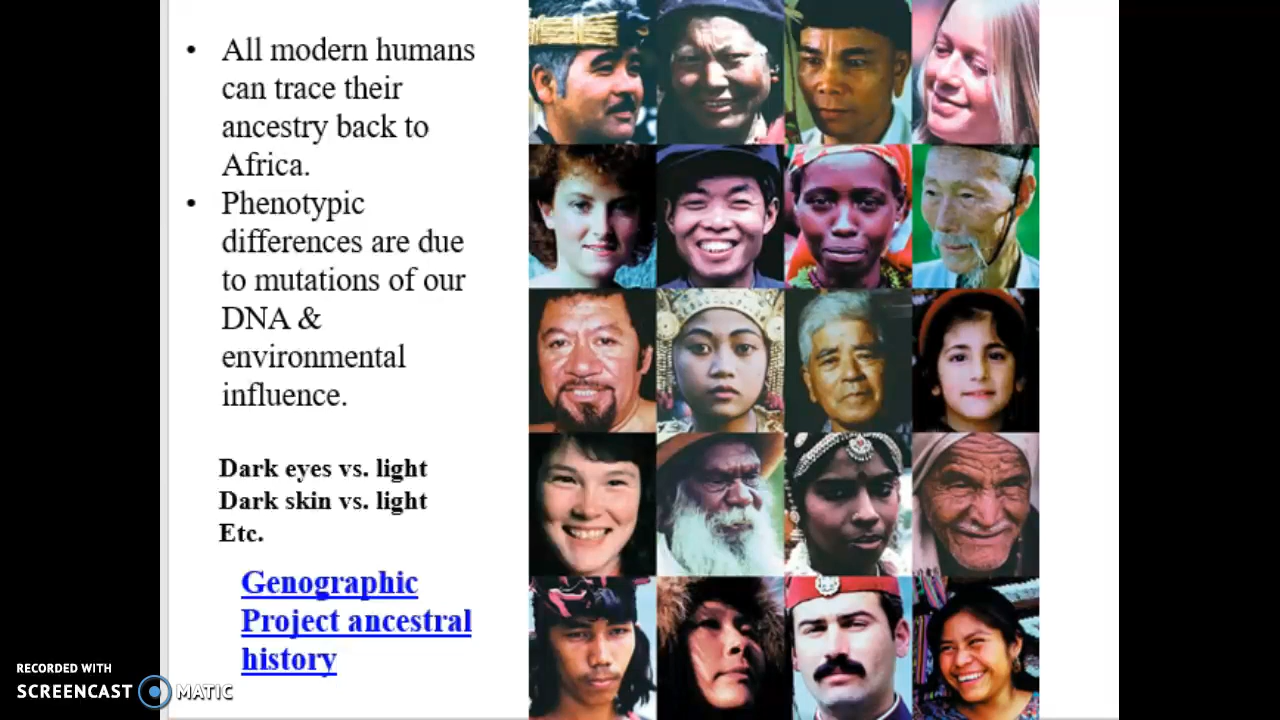 • All modern humans
can trace their
ancestry back to
Africa.
• Phenotypic
differences are due
to mutations of our
DNA &
environmental
influence.
Dark eyes vs. light
Dark skin vs. light
Etc.
Genographic
Project ancestral
history
RECORDED WITH
SCREENCAST MATIC